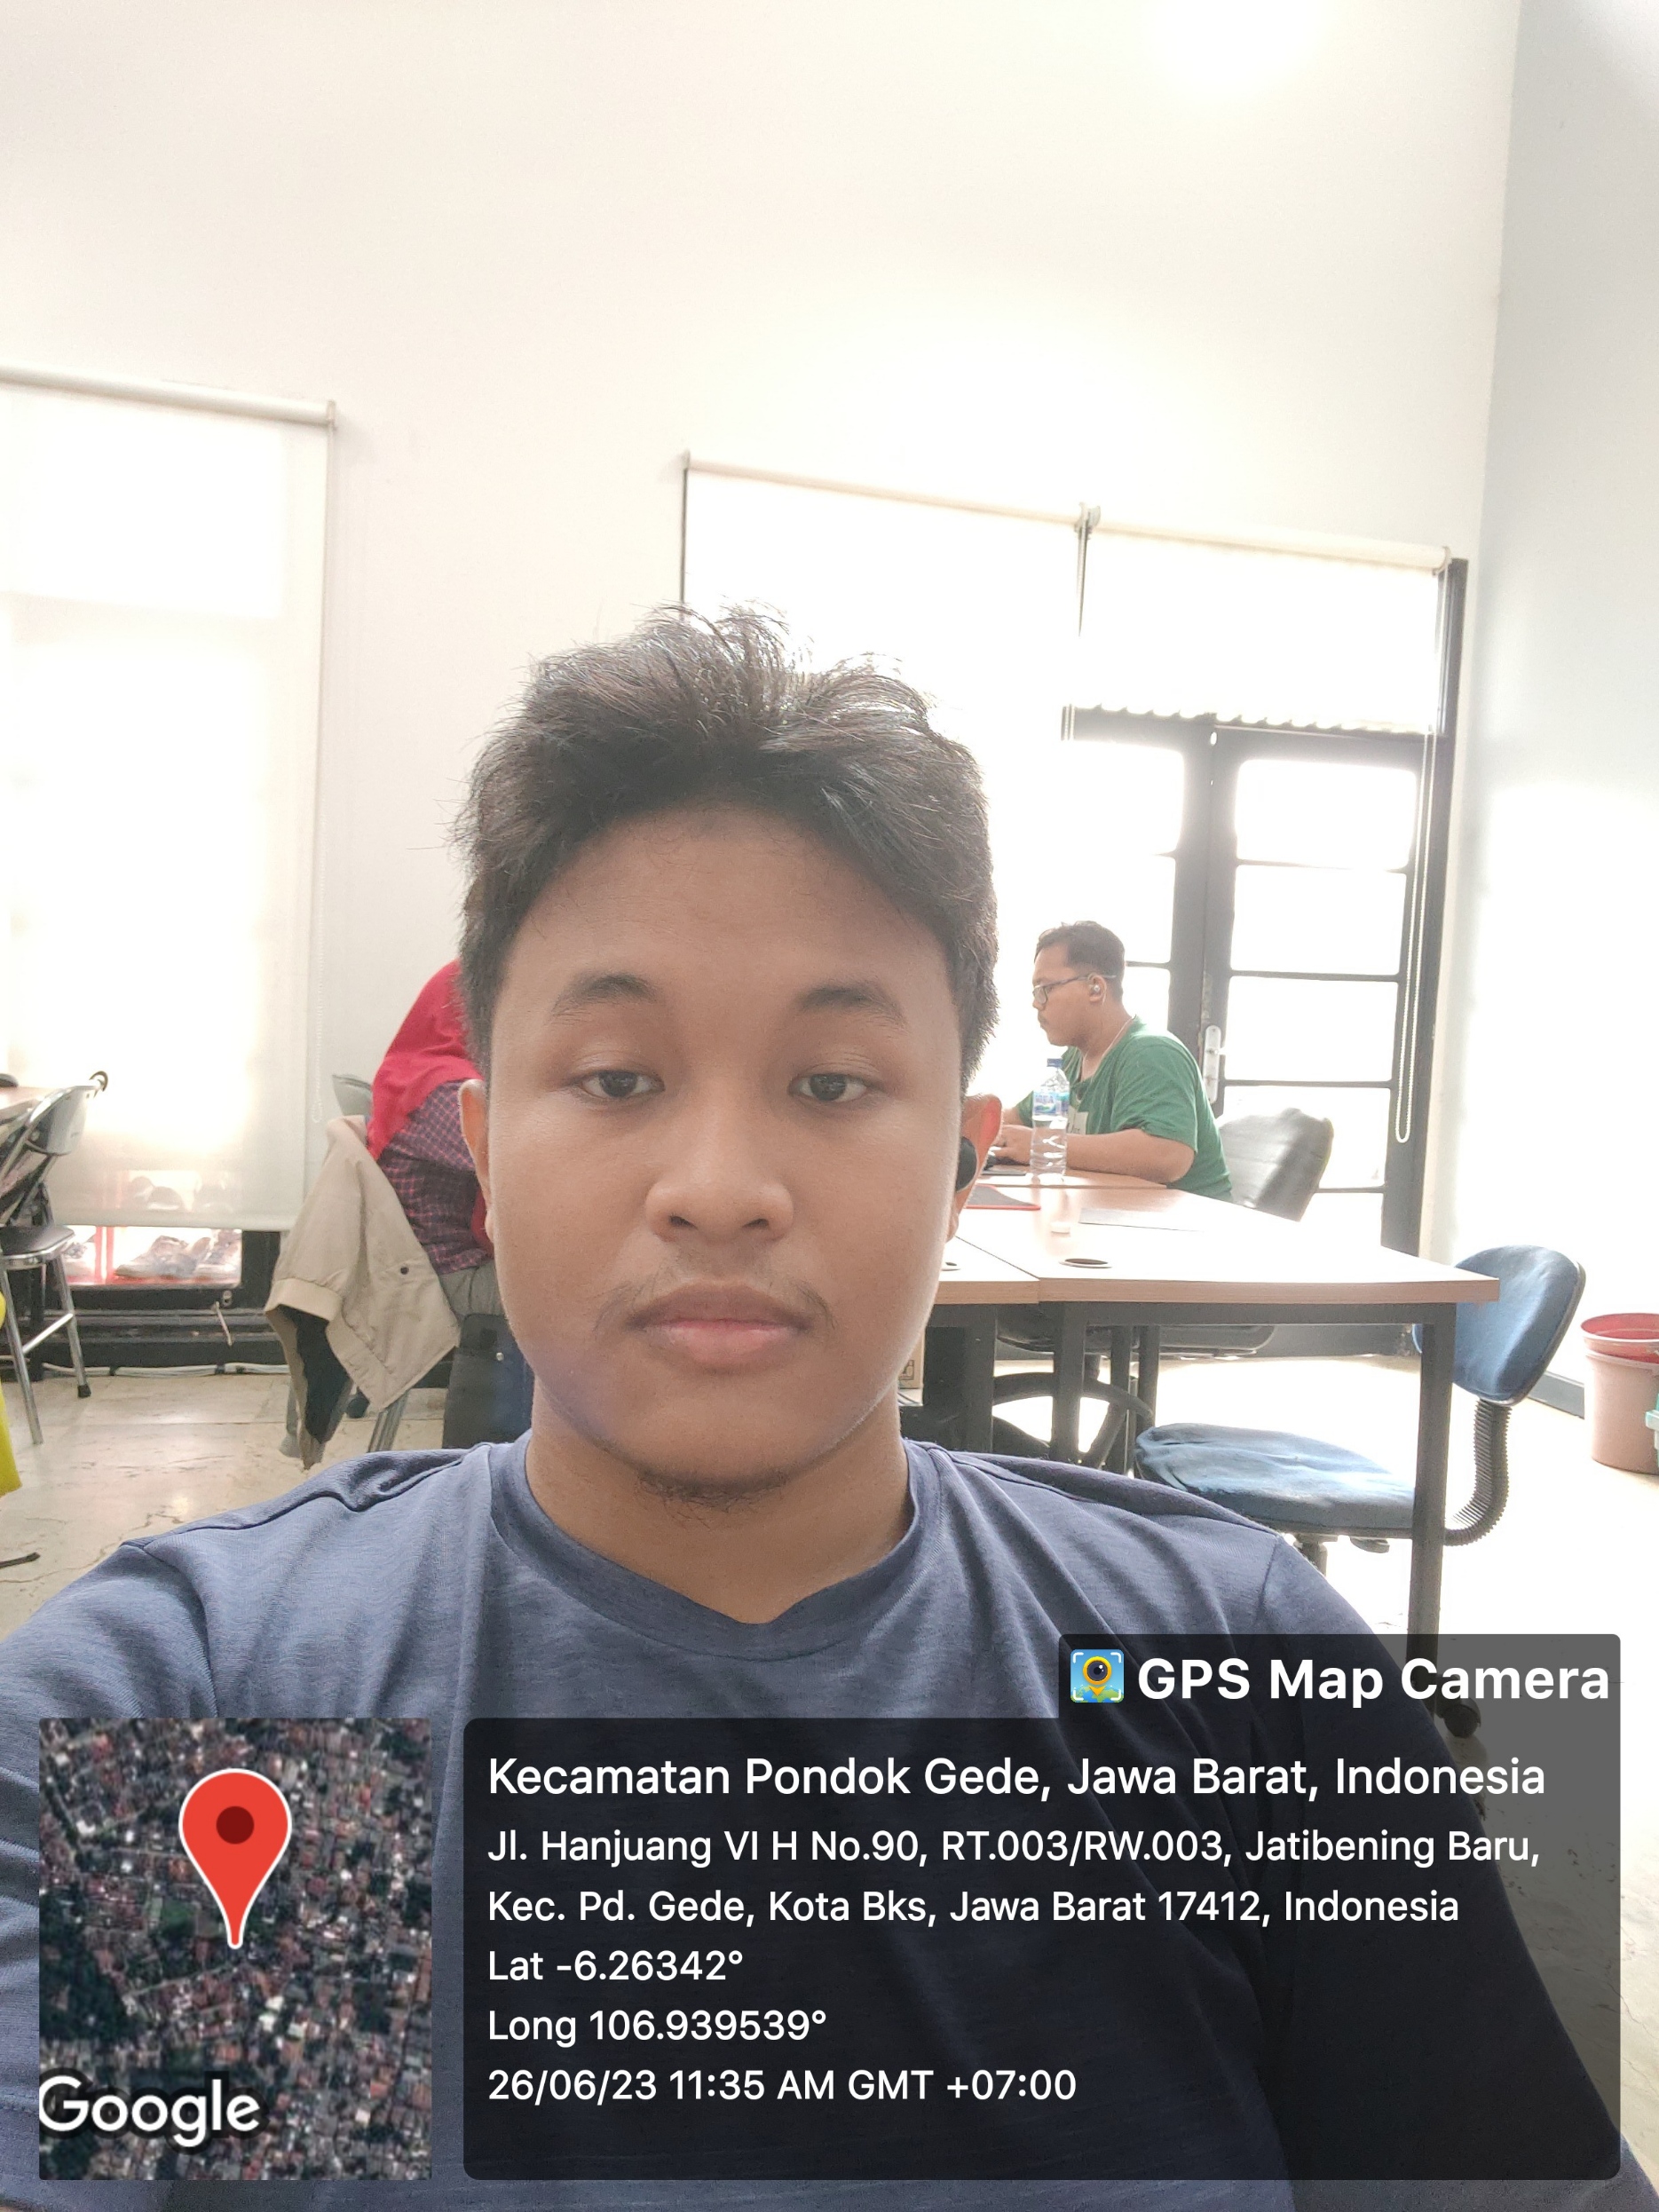 GPS Map Camera
Kecamatan Pondok Gede, Jawa Barat, Indonesia
Jl. Hanjuang VI H No.90, RT.003/RW.003, Jatibening Baru,
Kec. Pd. Gede, Kota Bks, Jawa Barat 17412, Indonesia
Lat -6.26342°
Long 106.939539°
26/06/23 11:35 AM GMT +07:00
Google